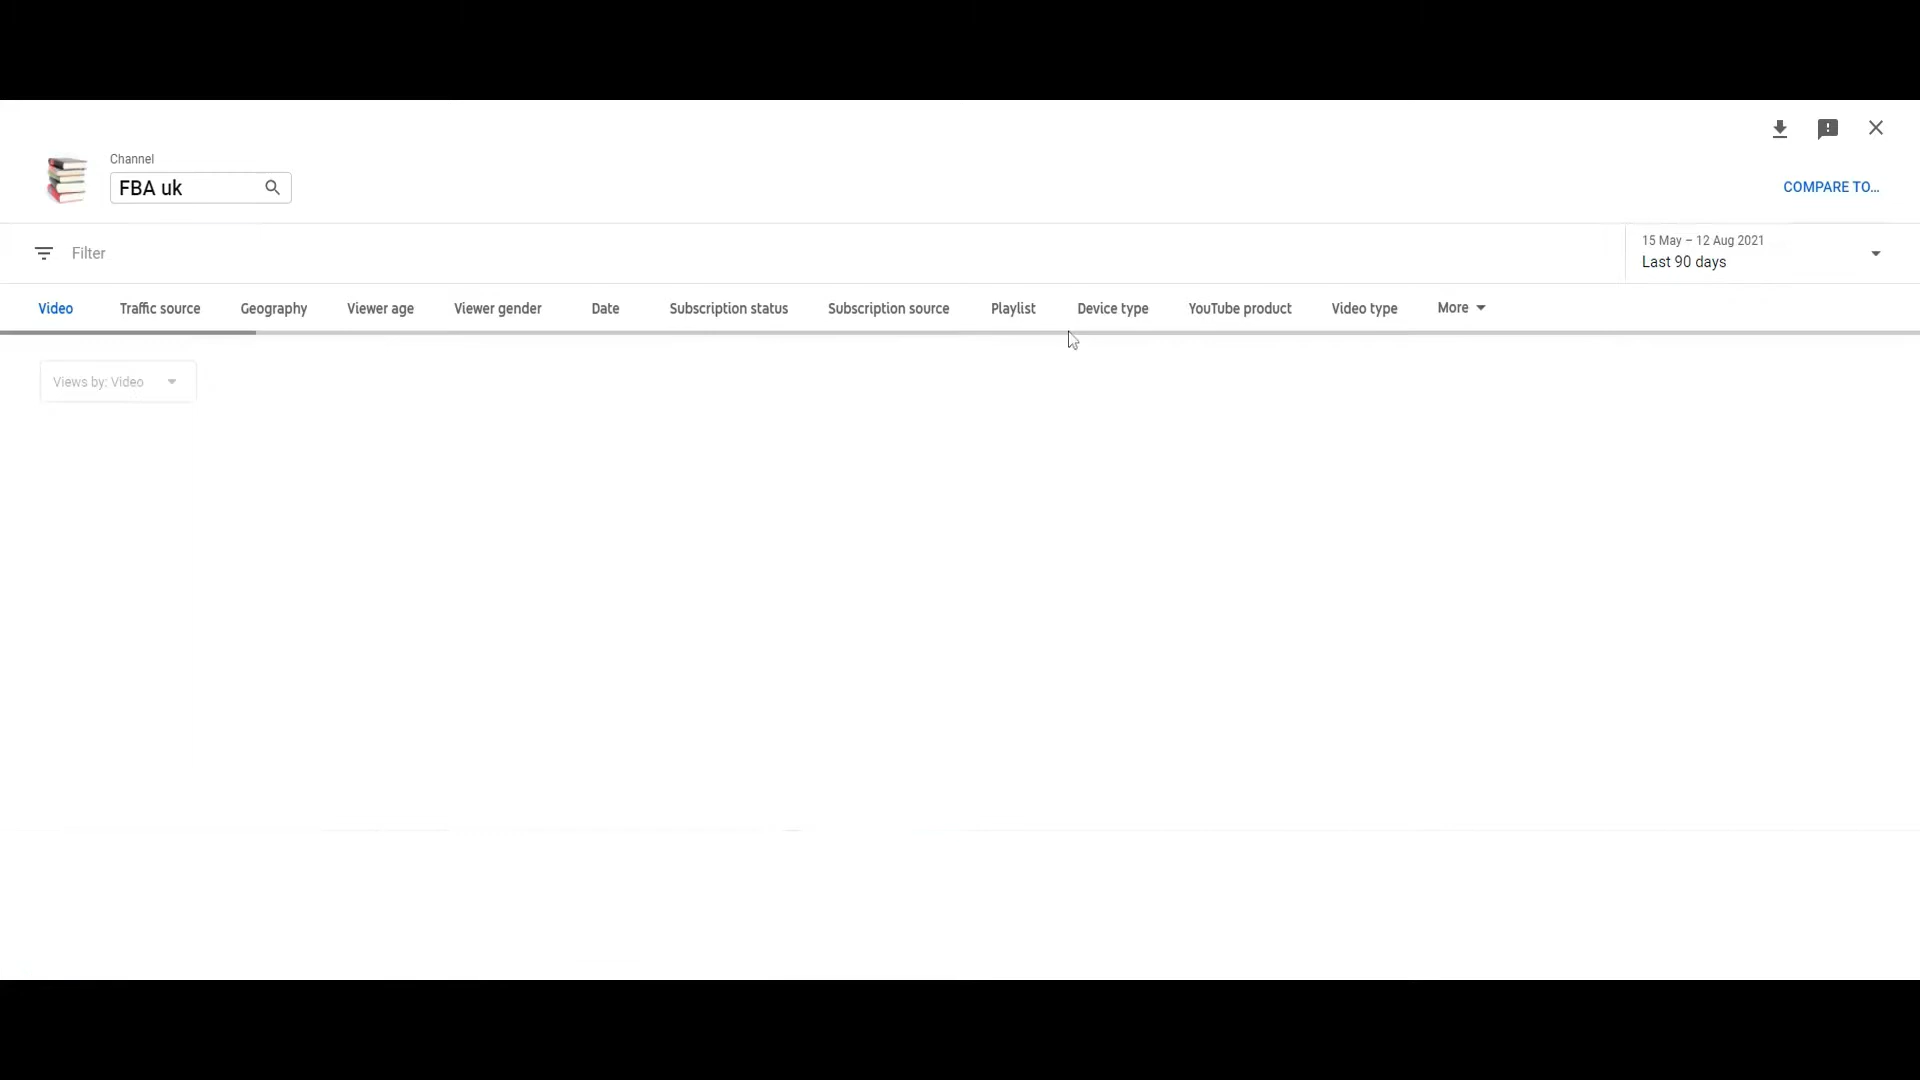 Channel
FBA uk
COMPARE TO...
Filter
15 May – 12 Aug 2021
Last 90 days
Video Traffic source Geography Viewer age Viewer gender Date Subscription status Subscription source Playlist Device type YouTube product Video type More
Views by: Video